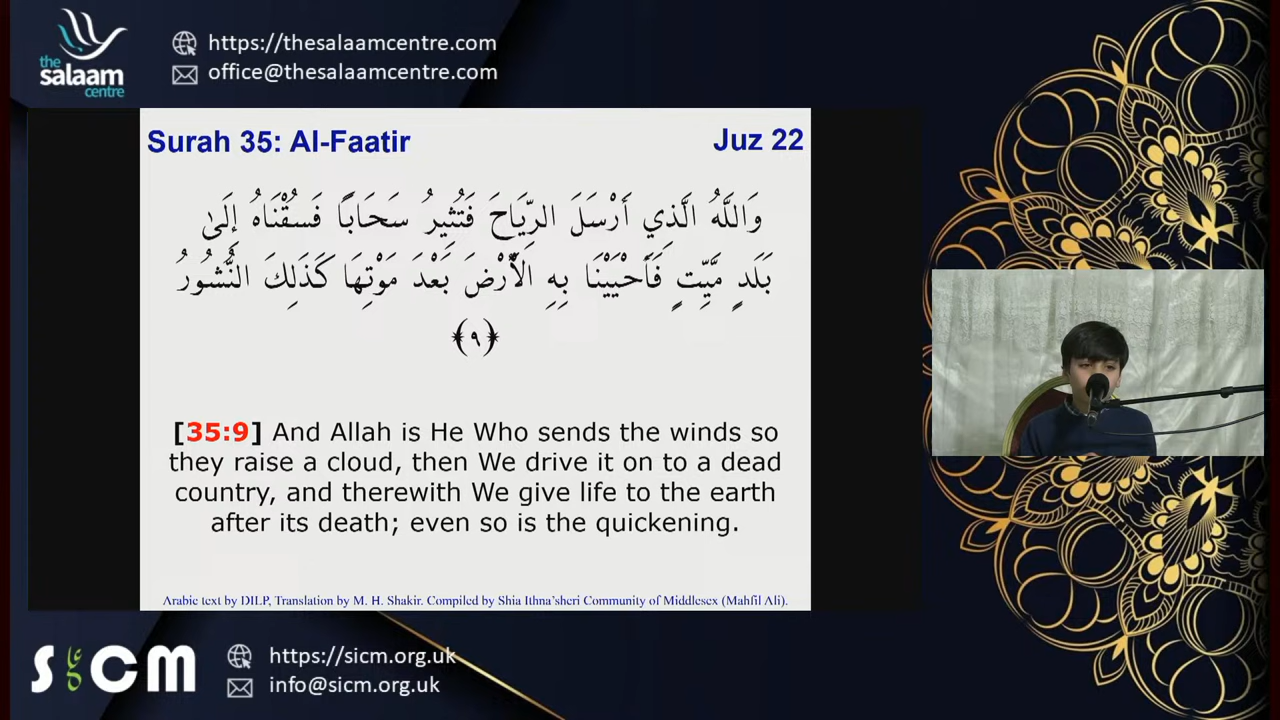 the
salaam
centre
https://thesalaamcentre.com
office@thesalaamcentre.com
Surah 35: Al-Faatir
Juz 22
وَاللَّهُ الَّذِي أَرْسَلَ الرِّيَاحَ فَتُثِيرُ سَحَابًا فَسُقْنَاهُ إِلَىٰ
بَلَدٍ مَّيِّتٍ فَأَحْيَيْنَا بِهِ الْأَرْضَ بَعْدَ مَوْتِهَا كَذَٰلِكَ النُّشُورُ
﴿٩﴾
[35:9] And Allah is He Who sends the winds so
they raise a cloud, then We drive it on to a dead
country, and therewith We give life to the earth
after its death; even so is the quickening.
Arabic text by DILP, Translation by M. H. Shakir. Compiled by Shia Ithna'sheri Community of Middlesex (Mahfil Ali).
SICM
https://sicm.org.uk
info@sicm.org.uk